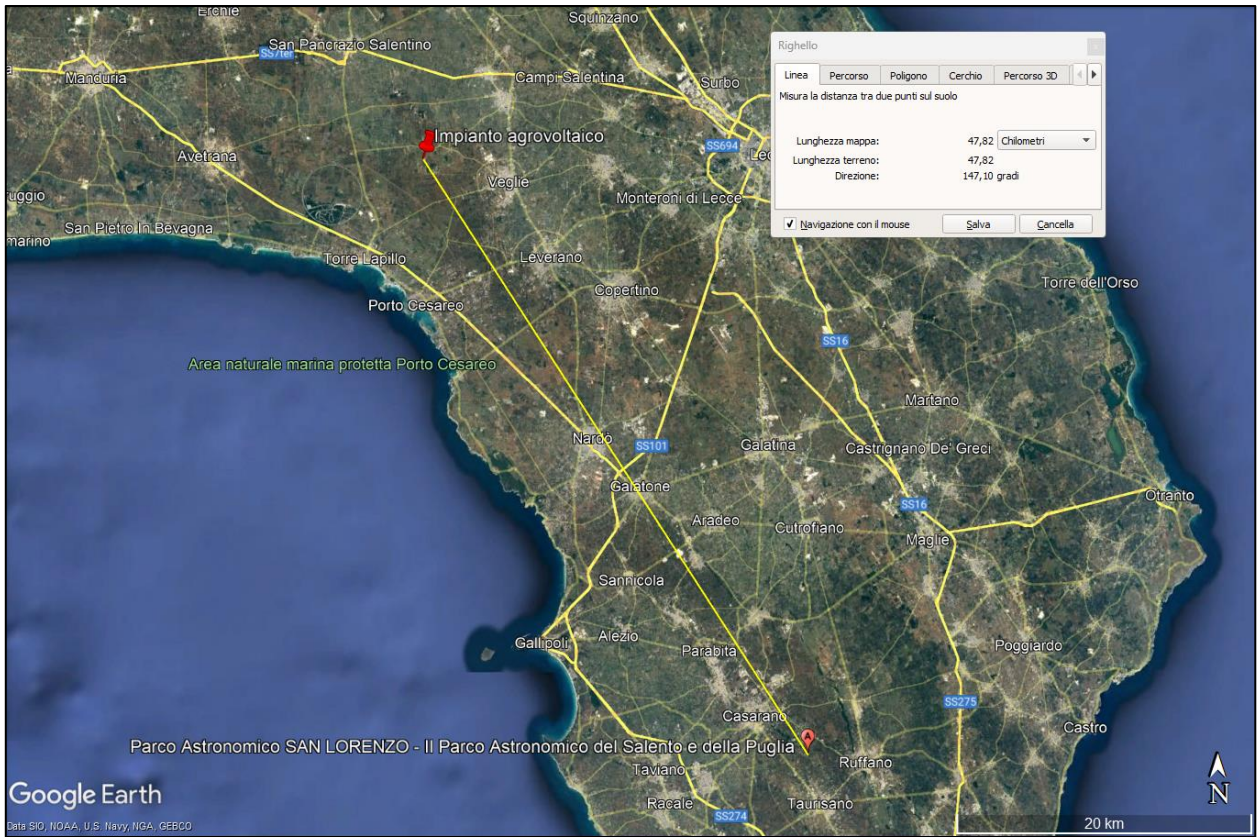 Erchie
Squinzano
San Pancrazio Salentino
SS7ter
Manduria
Campi Salentina
Surbo
Impianto agrovoltaico
Avetrana
SS694
Veglie
Monteroni di Lecce
San Pietro In Bevagna
Torre Lapillo
Leverano
Copertino
Porto Cesareo
Torre dell'Orso
SS16
Area naturale marina protetta Porto Cesareo
Martano
Nardò
SS101
Galatina
Castrignano De' Greci
Galatone
Otranto
SS16
Aradeo
Cutrofiano
Maglie
Sannicola
Gallipoli
Alezio
Parabita
Poggiardo
SS275
Casarano
Castro
A
Parco Astronomico SAN LORENZO - Il Parco Astronomico del Salento e della Puglia
Ruffano
Taviano
Racale
Taurisano
SS274
Righello
Linea Percorso Poligono Cerchio Percorso 3D
Misura la distanza tra due punti sul suolo
Lunghezza mappa: 47,82 Chilometri
Lunghezza terreno: 47,82
Direzione: 147,10 gradi
Navigazione con il mouse Salva Cancella
N
20 km
Google Earth
Data SIO, NOAA, U.S. Navy, NGA, GEBCO